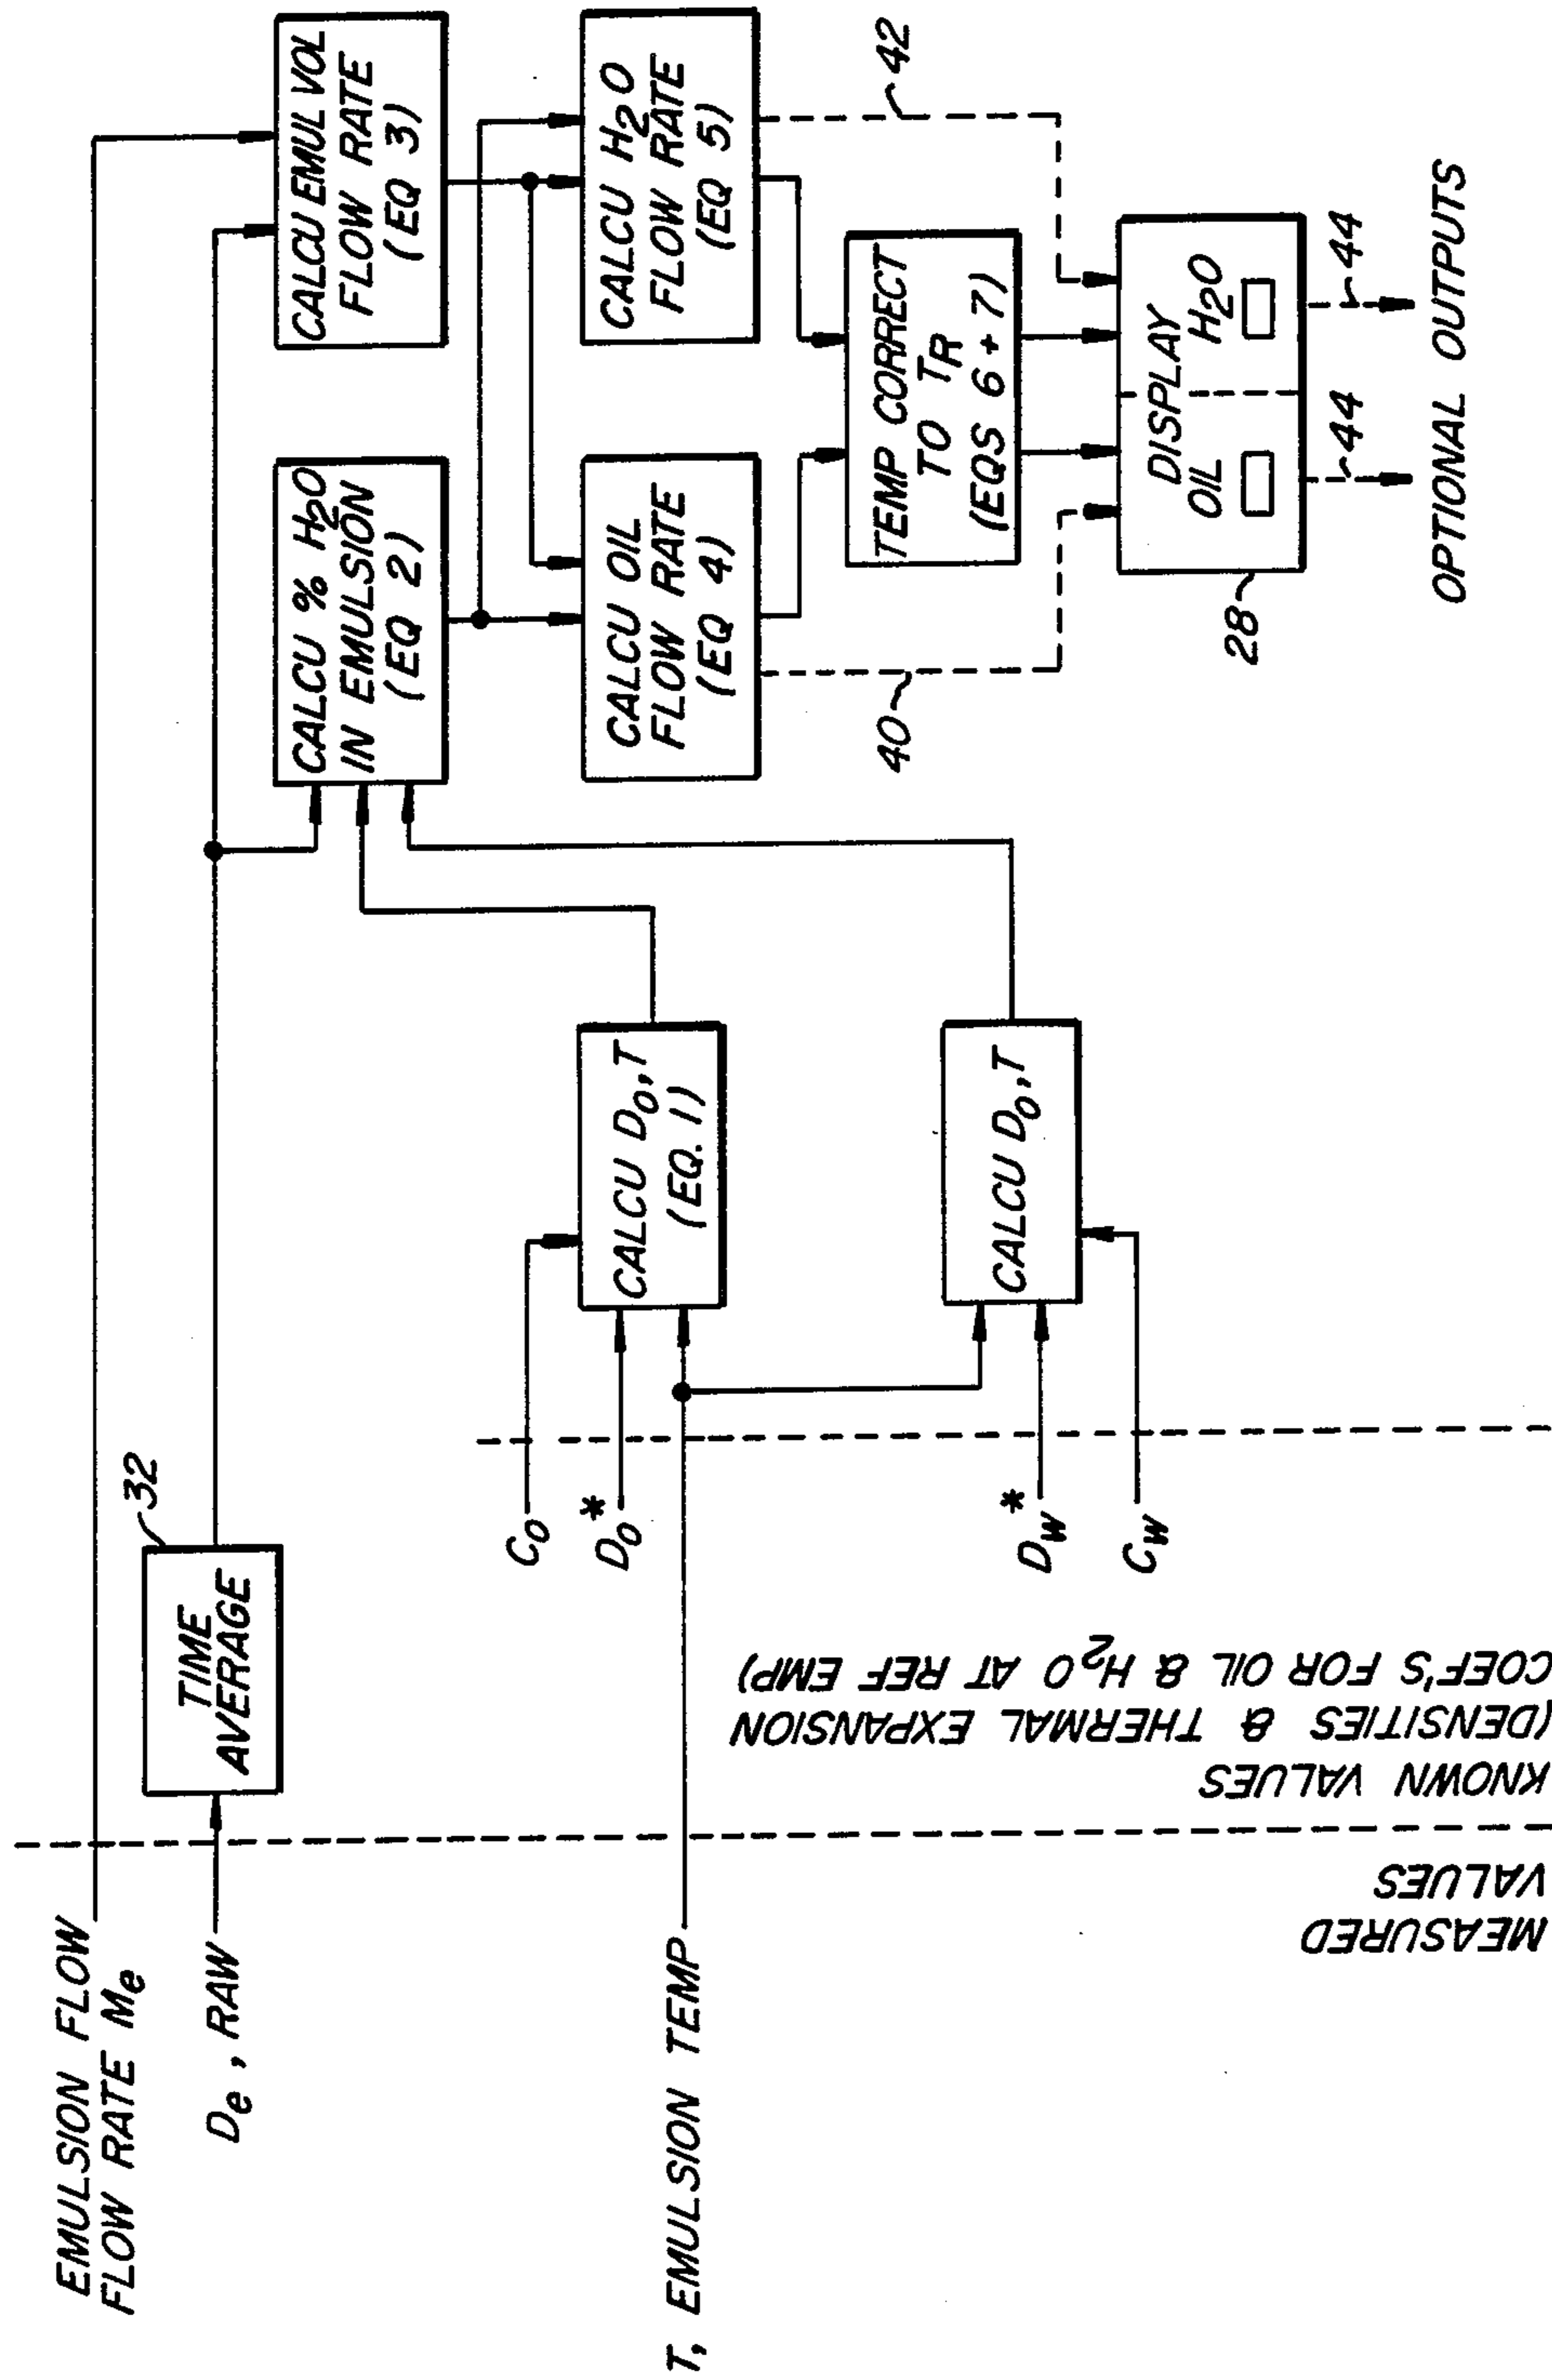 EMULSION FLOW
FLOW RATE Me
De, RAW
T, EMULSION TEMP
MEASURED
VALUES
KNOWN VALUES
(DENSITIES & THERMAL EXPANSION
COEF'S FOR OIL & H2O AT REF EMP)
TIME
AVERAGE
32
Co
Do*
Dw*
Cw
CALCU Do,T
(EQ. 1)
CALCU Do,T
CALCU % H2O
IN EMULSION
(EQ 2)
CALCU EMUL VOL
FLOW RATE
(EQ 3)
CALCU OIL
FLOW RATE
(EQ 4)
CALCU H2O
FLOW RATE
(EQ 5)
40
42
TEMP CORRECT
TO TR
(EQS 6+7)
DISPLAY
OIL
H2O
28
44
44
OPTIONAL OUTPUTS